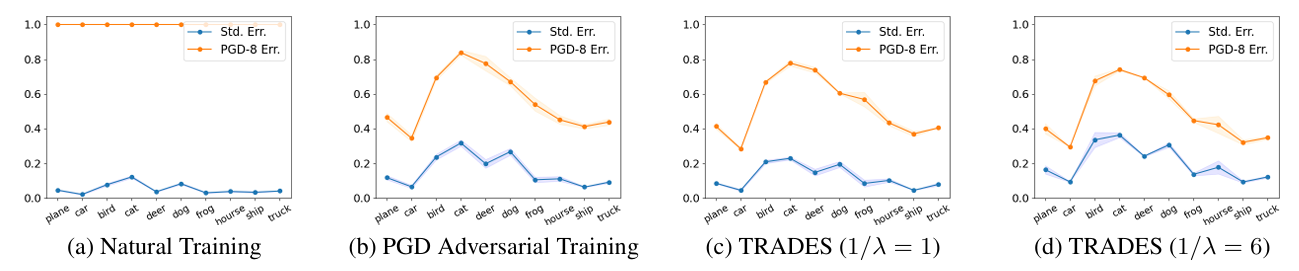 1.0
0.8
0.6
0.4
0.2
0.0
Std. Err.
PGD-8 Err.
plane car bird cat deer dog frog hourse ship truck
(a) Natural Training
1.0
0.8
0.6
0.4
0.2
0.0
Std. Err.
PGD-8 Err.
plane car bird cat deer dog frog hourse ship truck
(b) PGD Adversarial Training
1.0
0.8
0.6
0.4
0.2
0.0
Std. Err.
PGD-8 Err.
plane car bird cat deer dog frog hourse ship truck
(c) TRADES (1/λ = 1)
1.0
0.8
0.6
0.4
0.2
0.0
Std. Err.
PGD-8 Err.
plane car bird cat deer dog frog hourse ship truck
(d) TRADES (1/λ = 6)